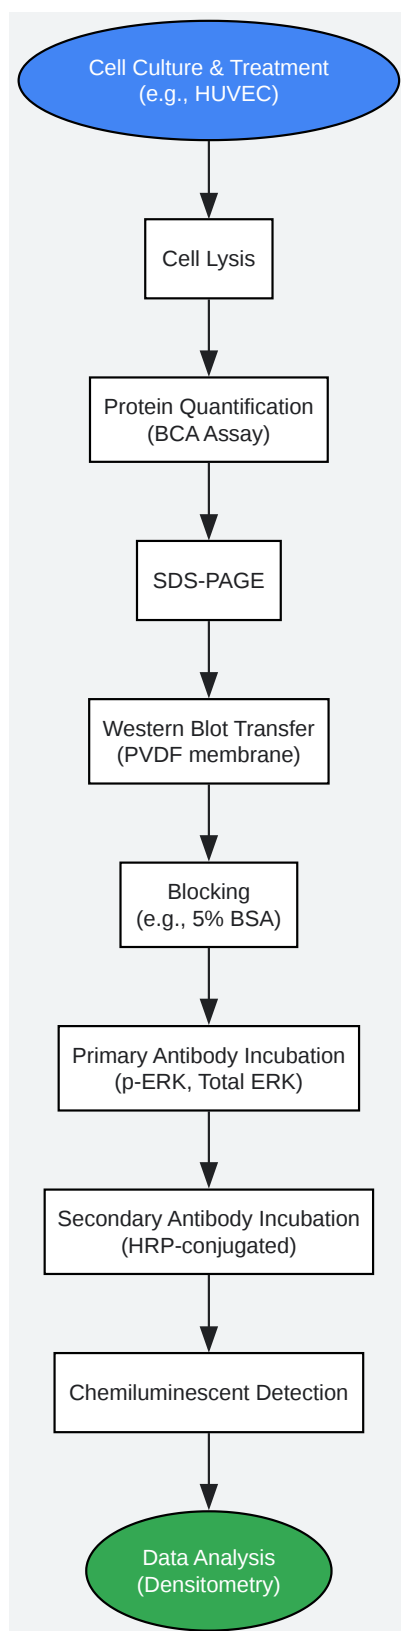 Cell Culture & Treatment
(e.g., HUVEC)
Cell Lysis
Protein Quantification
(BCA Assay)
SDS-PAGE
Western Blot Transfer
(PVDF membrane)
Blocking
(e.g., 5% BSA)
Primary Antibody Incubation
(p-ERK, Total ERK)
Secondary Antibody Incubation
(HRP-conjugated)
Chemiluminescent Detection
Data Analysis
(Densitometry)